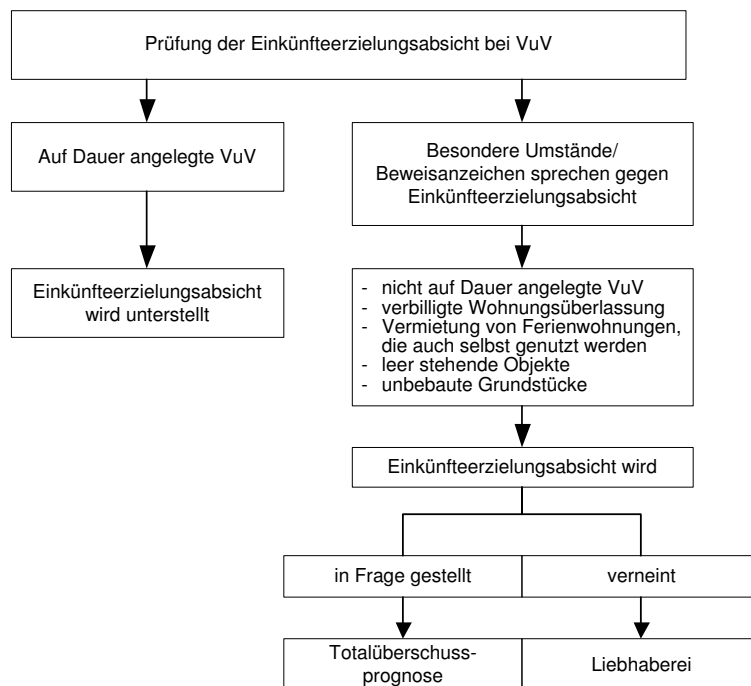 Prüfung der Einkünfteerzielungsabsicht bei VuV
Auf Dauer angelegte VuV
Besondere Umstände/
Beweisanzeichen sprechen gegen
Einkünfteerzielungsabsicht
Einkünfteerzielungsabsicht
wird unterstellt
- nicht auf Dauer angelegte VuV
- verbilligte Wohnungsüberlassung
- Vermietung von Ferienwohnungen,
die auch selbst genutzt werden
- leer stehende Objekte
- unbebaute Grundstücke
Einkünfteerzielungsabsicht wird
in Frage gestellt
verneint
Totalüberschuss-
prognose
Liebhaberei